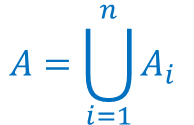 A = ⋃_{i=1}^{n} A_i